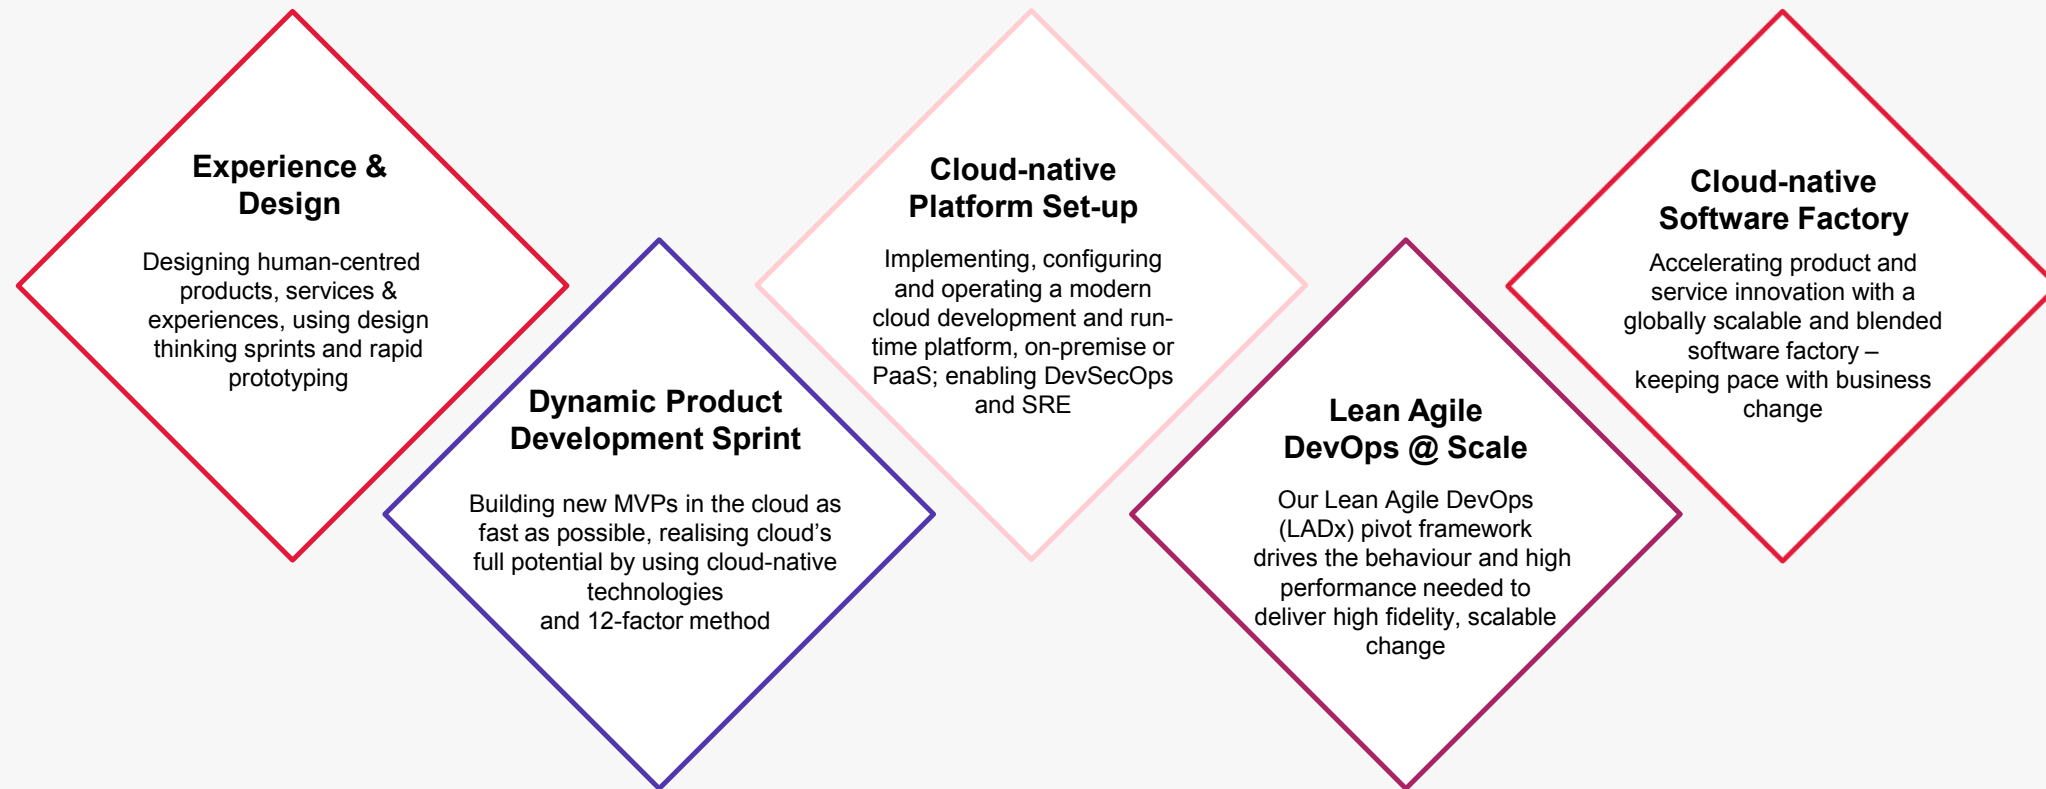 Experience &
Design
Designing human-centred
products, services &
experiences, using design
thinking sprints and rapid
prototyping
Dynamic Product
Development Sprint
Building new MVPs in the cloud as
fast as possible, realising cloud’s
full potential by using cloud-native
technologies
and 12-factor method
Cloud-native
Platform Set-up
Implementing, configuring
and operating a modern
cloud development and run-
time platform, on-premise or
PaaS; enabling DevSecOps
and SRE
Lean Agile
DevOps @ Scale
Our Lean Agile DevOps
(LADx) pivot framework
drives the behaviour and high
performance needed to
deliver high fidelity, scalable
change
Cloud-native
Software Factory
Accelerating product and
service innovation with a
globally scalable and blended
software factory –
keeping pace with business
change